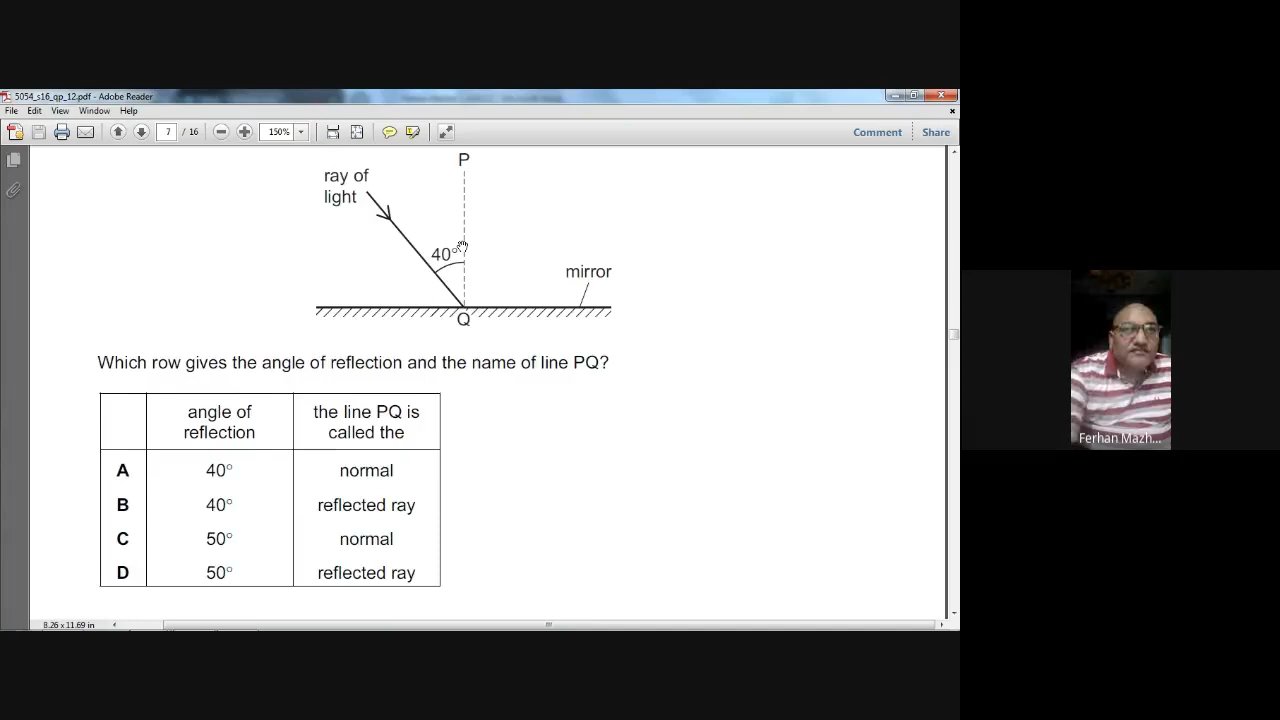 5054_s16_qp_12.pdf - Adobe Reader
File Edit View Window Help
7 / 16
150%
Comment Share
P
ray of
light
40°
mirror
Q
Which row gives the angle of reflection and the name of line PQ?
angle of reflection
the line PQ is called the
A 40° normal
B 40° reflected ray
C 50° normal
D 50° reflected ray
8.26 x 11.69 in
Ferhan Mazh...